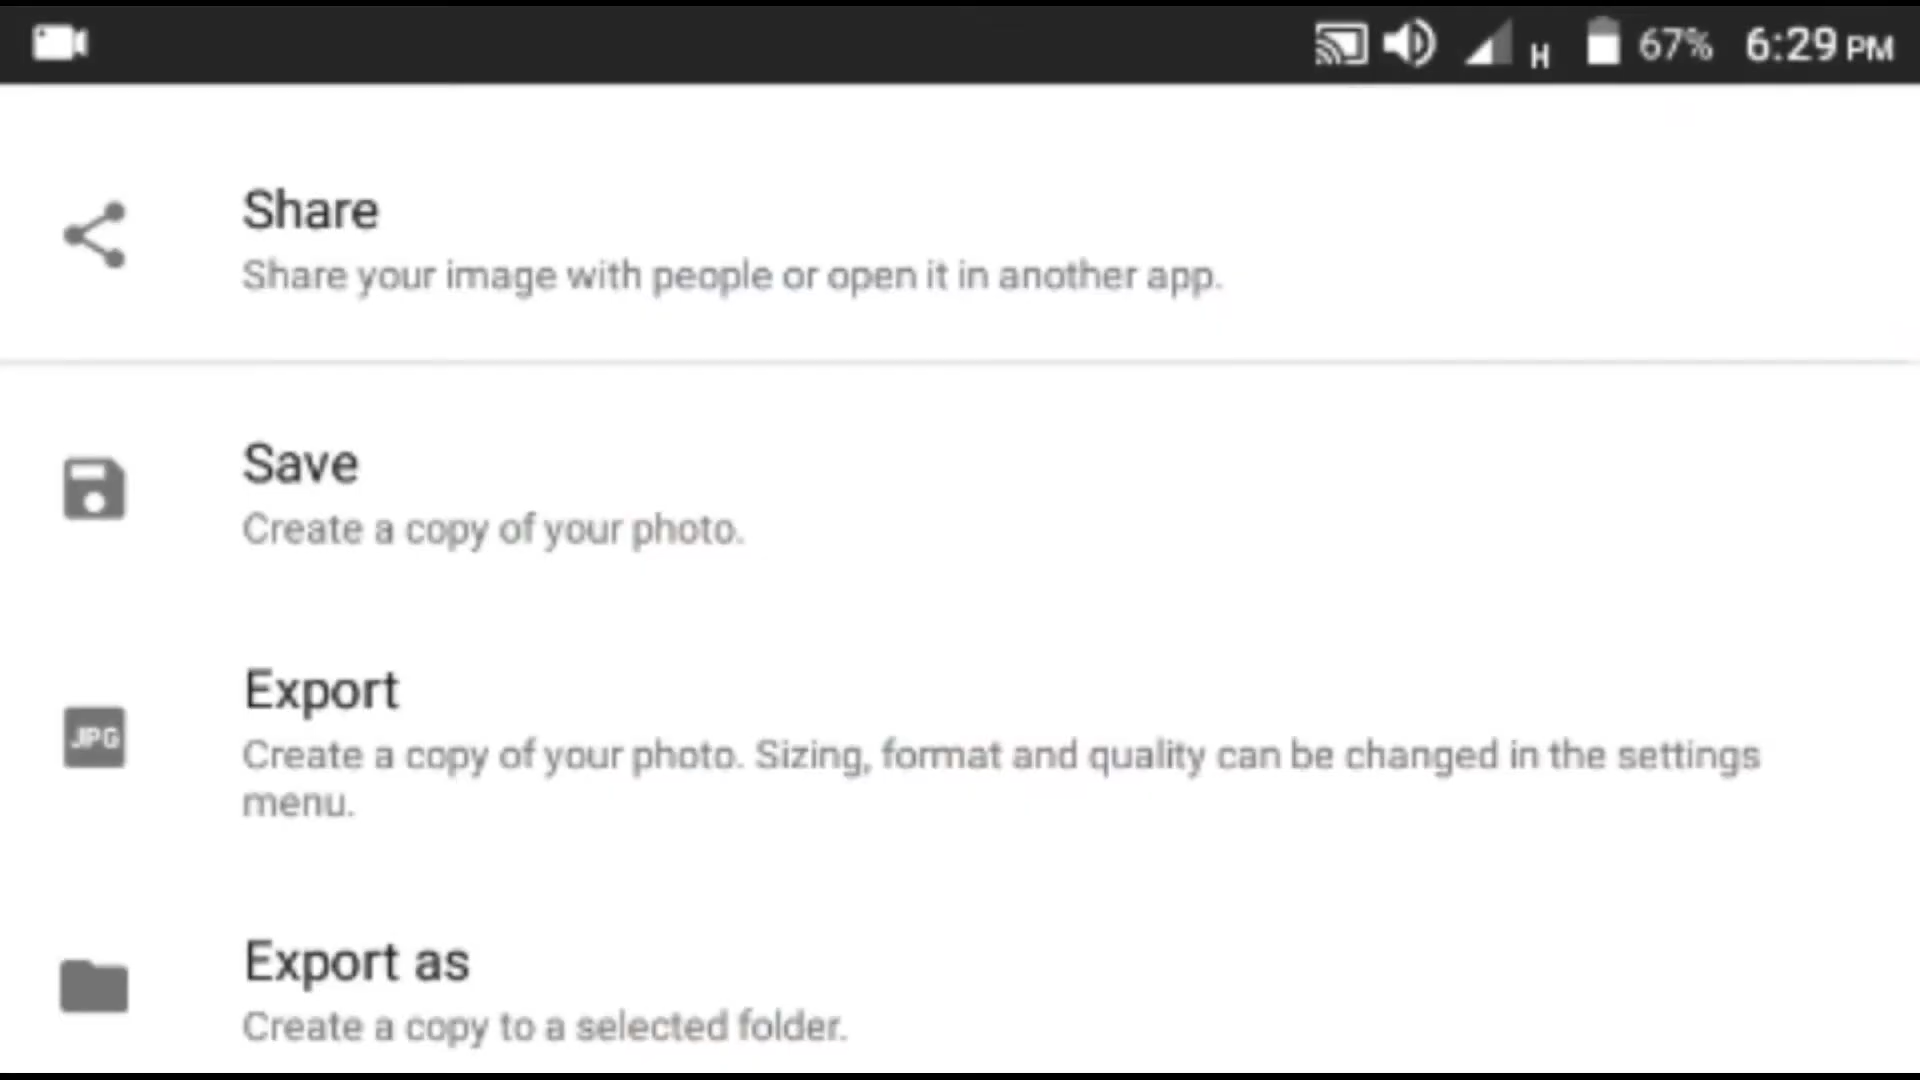 H 67% 6:29 PM
Share
Share your image with people or open it in another app.
Save
Create a copy of your photo.
JPG
Export
Create a copy of your photo. Sizing, format and quality can be changed in the settings
menu.
Export as
Create a copy to a selected folder.